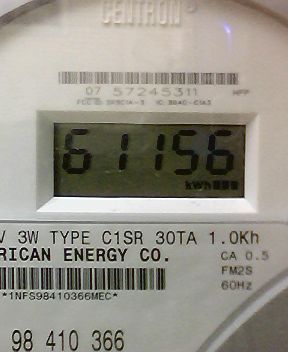 CENTRON®
07 57245311
61156
kWh
V 3W TYPE C1SR 30TA 1.0Kh
RICAN ENERGY CO.
CA 0.5
FM2S
60Hz
*1NFS98410366MEC*
98 410 366